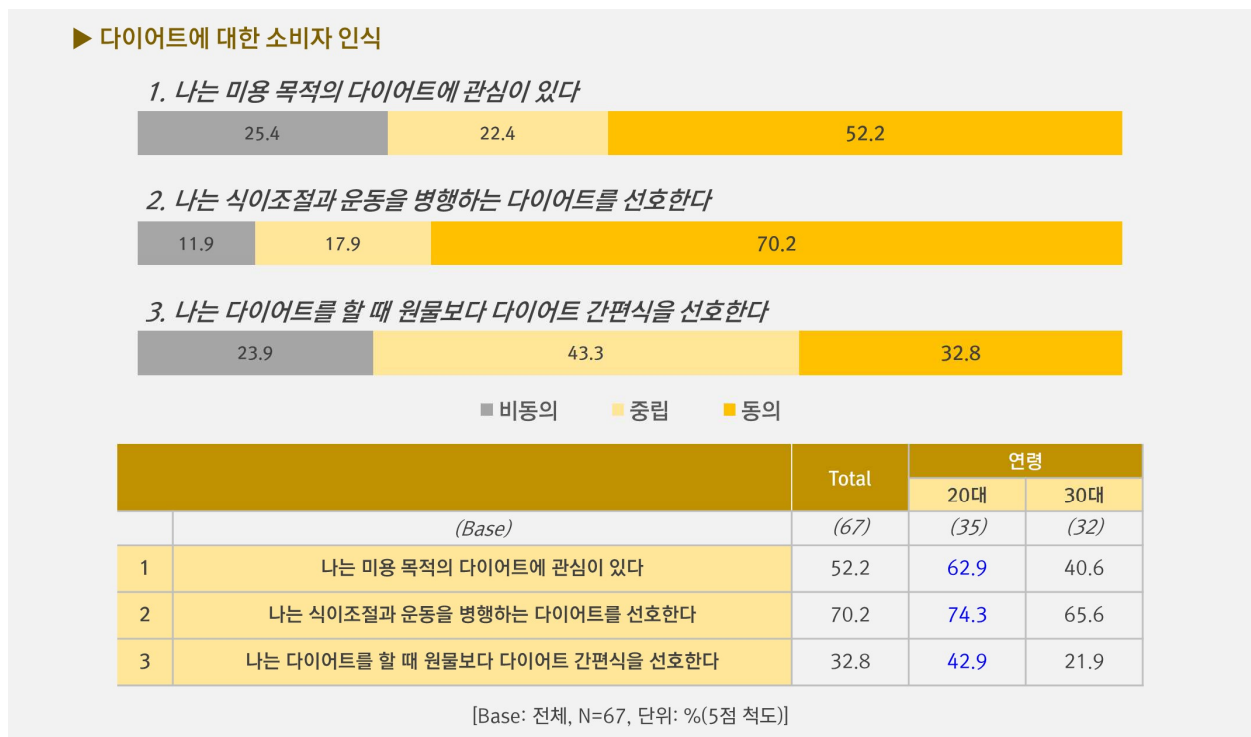 ▶ 다이어트에 대한 소비자 인식
1. 나는 미용 목적의 다이어트에 관심이 있다
25.4 22.4 52.2
2. 나는 식이조절과 운동을 병행하는 다이어트를 선호한다
11.9 17.9 70.2
3. 나는 다이어트를 할 때 원물보다 다이어트 간편식을 선호한다
23.9 43.3 32.8
■ 비동의 ■ 중립 ■ 동의
Total 연령
20대 30대
(Base) (67) (35) (32)
1 나는 미용 목적의 다이어트에 관심이 있다 52.2 62.9 40.6
2 나는 식이조절과 운동을 병행하는 다이어트를 선호한다 70.2 74.3 65.6
3 나는 다이어트를 할 때 원물보다 다이어트 간편식을 선호한다 32.8 42.9 21.9
[Base: 전체, N=67, 단위: %(5점 척도)]